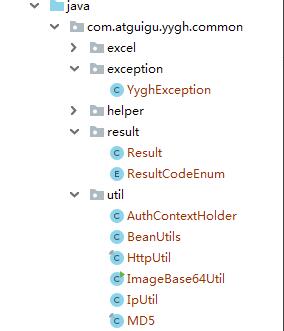 java
com.atguigu.yygh.common
excel
exception
YyghException
helper
result
Result
ResultCodeEnum
util
AuthContextHolder
BeanUtils
HttpUtil
ImageBase64Util
IpUtil
MD5